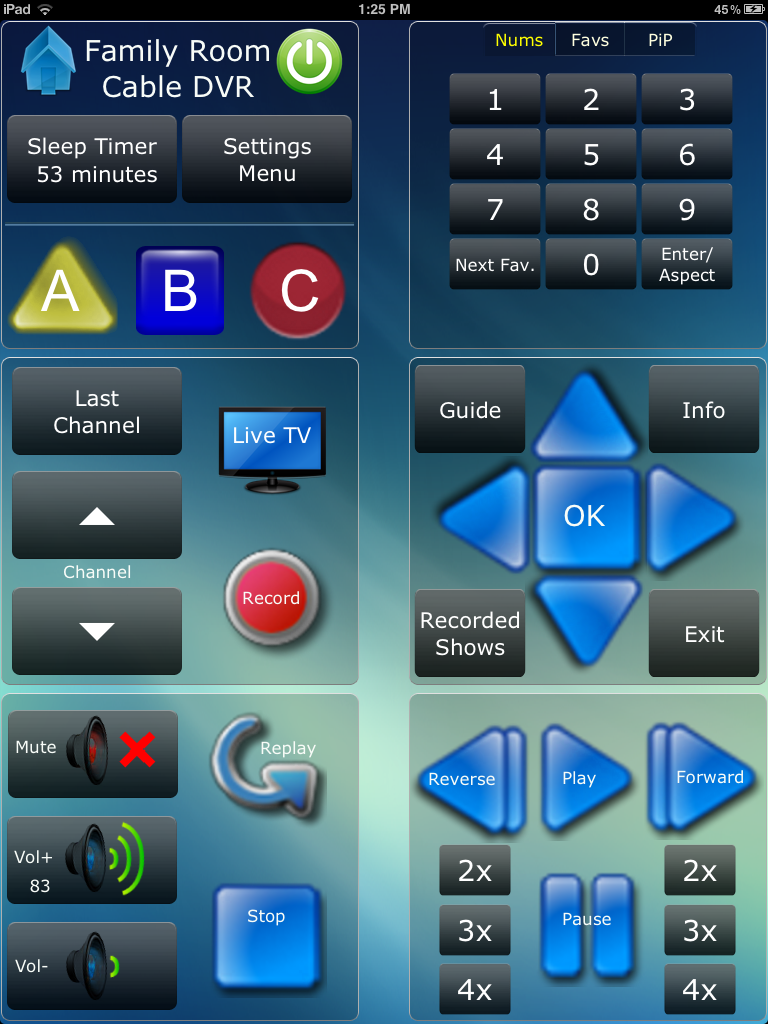 iPad
1:25 PM
45%
Family Room
Cable DVR
Sleep Timer
53 minutes
Settings
Menu
A
B
C
Nums
Favs
PiP
1
2
3
4
5
6
7
8
9
Next Fav.
0
Enter/
Aspect
Last
Channel
Channel
Live TV
Record
Guide
Info
OK
Recorded
Shows
Exit
Mute
Vol+
83
Vol-
Replay
Stop
Reverse
Play
Forward
2x
3x
4x
Pause
2x
3x
4x